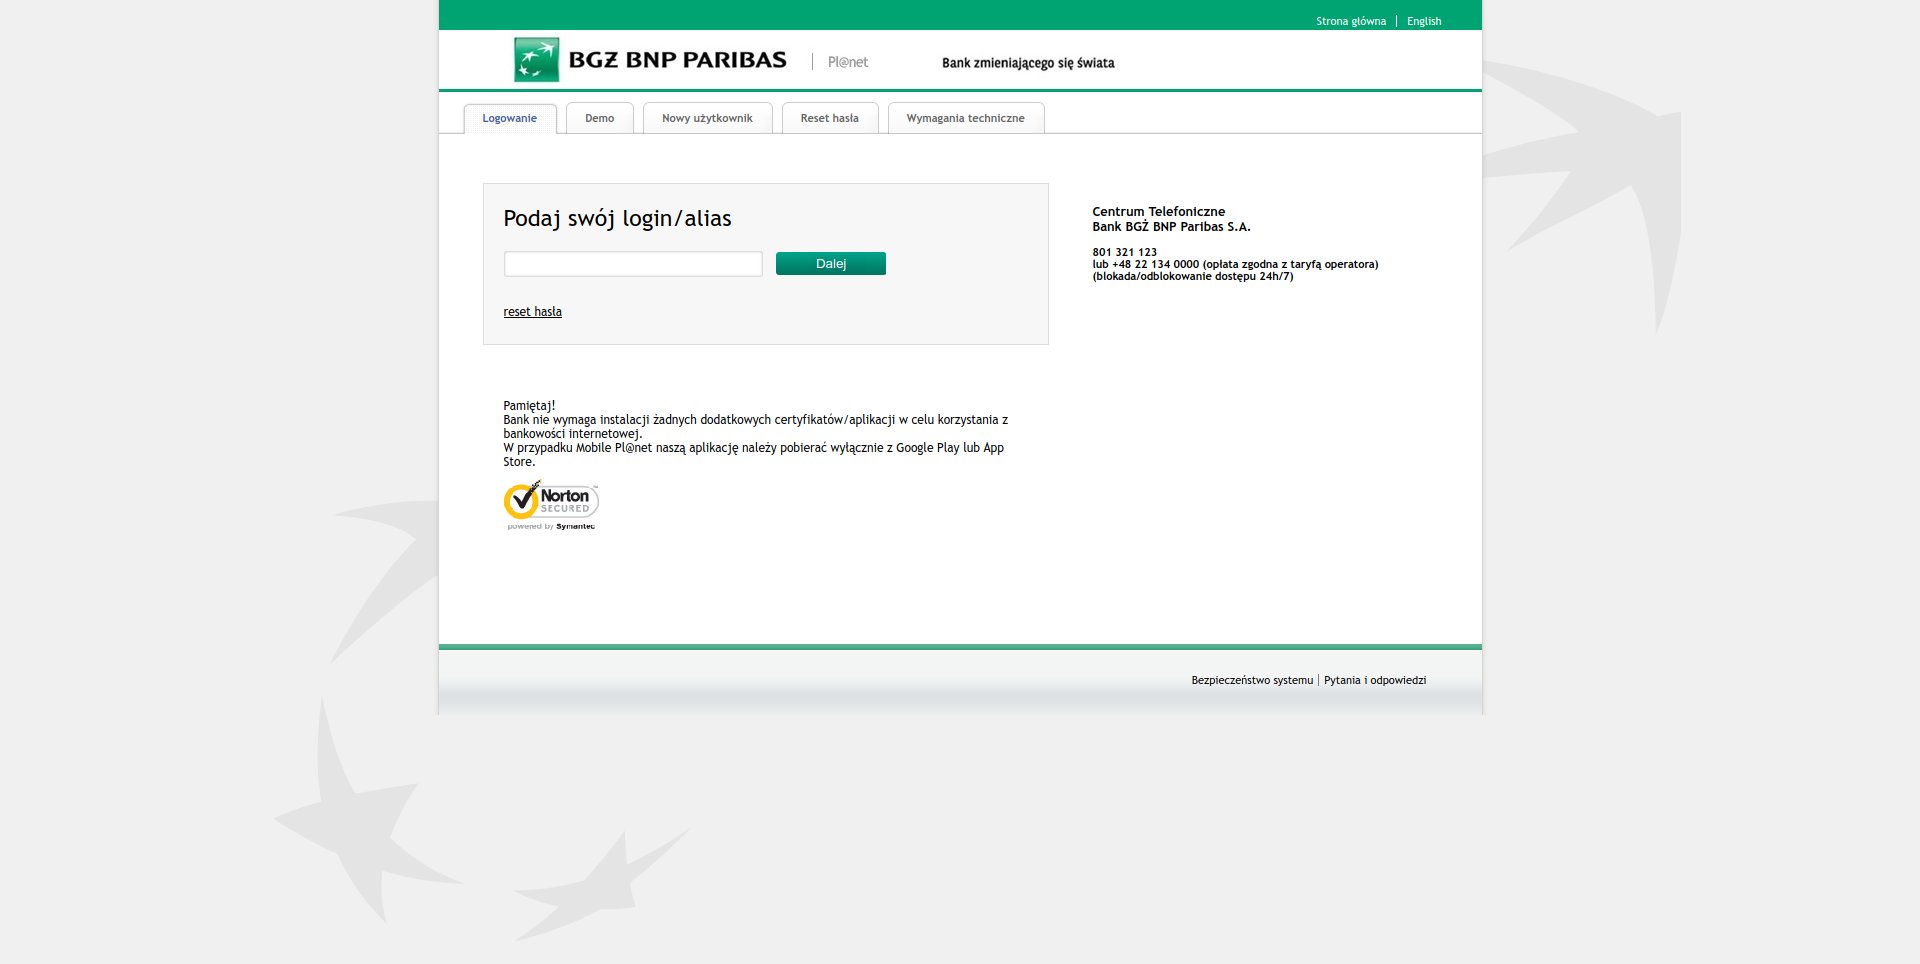 Strona główna | English
BGŻ BNP PARIBAS | Pl@net Bank zmieniającego się świata
Logowanie Demo Nowy użytkownik Reset hasła Wymagania techniczne
Podaj swój login/alias
Dalej
reset hasła
Centrum Telefoniczne
Bank BGŻ BNP Paribas S.A.
801 321 123
lub +48 22 134 0000 (opłata zgodna z taryfą operatora)
(blokada/odblokowanie dostępu 24h/7)
Pamiętaj!
Bank nie wymaga instalacji żadnych dodatkowych certyfikatów/aplikacji w celu korzystania z
bankowości internetowej.
W przypadku Mobile Pl@net naszą aplikację należy pobierać wyłącznie z Google Play lub App
Store.
Norton
SECURED
powered by Symantec
Bezpieczeństwo systemu | Pytania i odpowiedzi